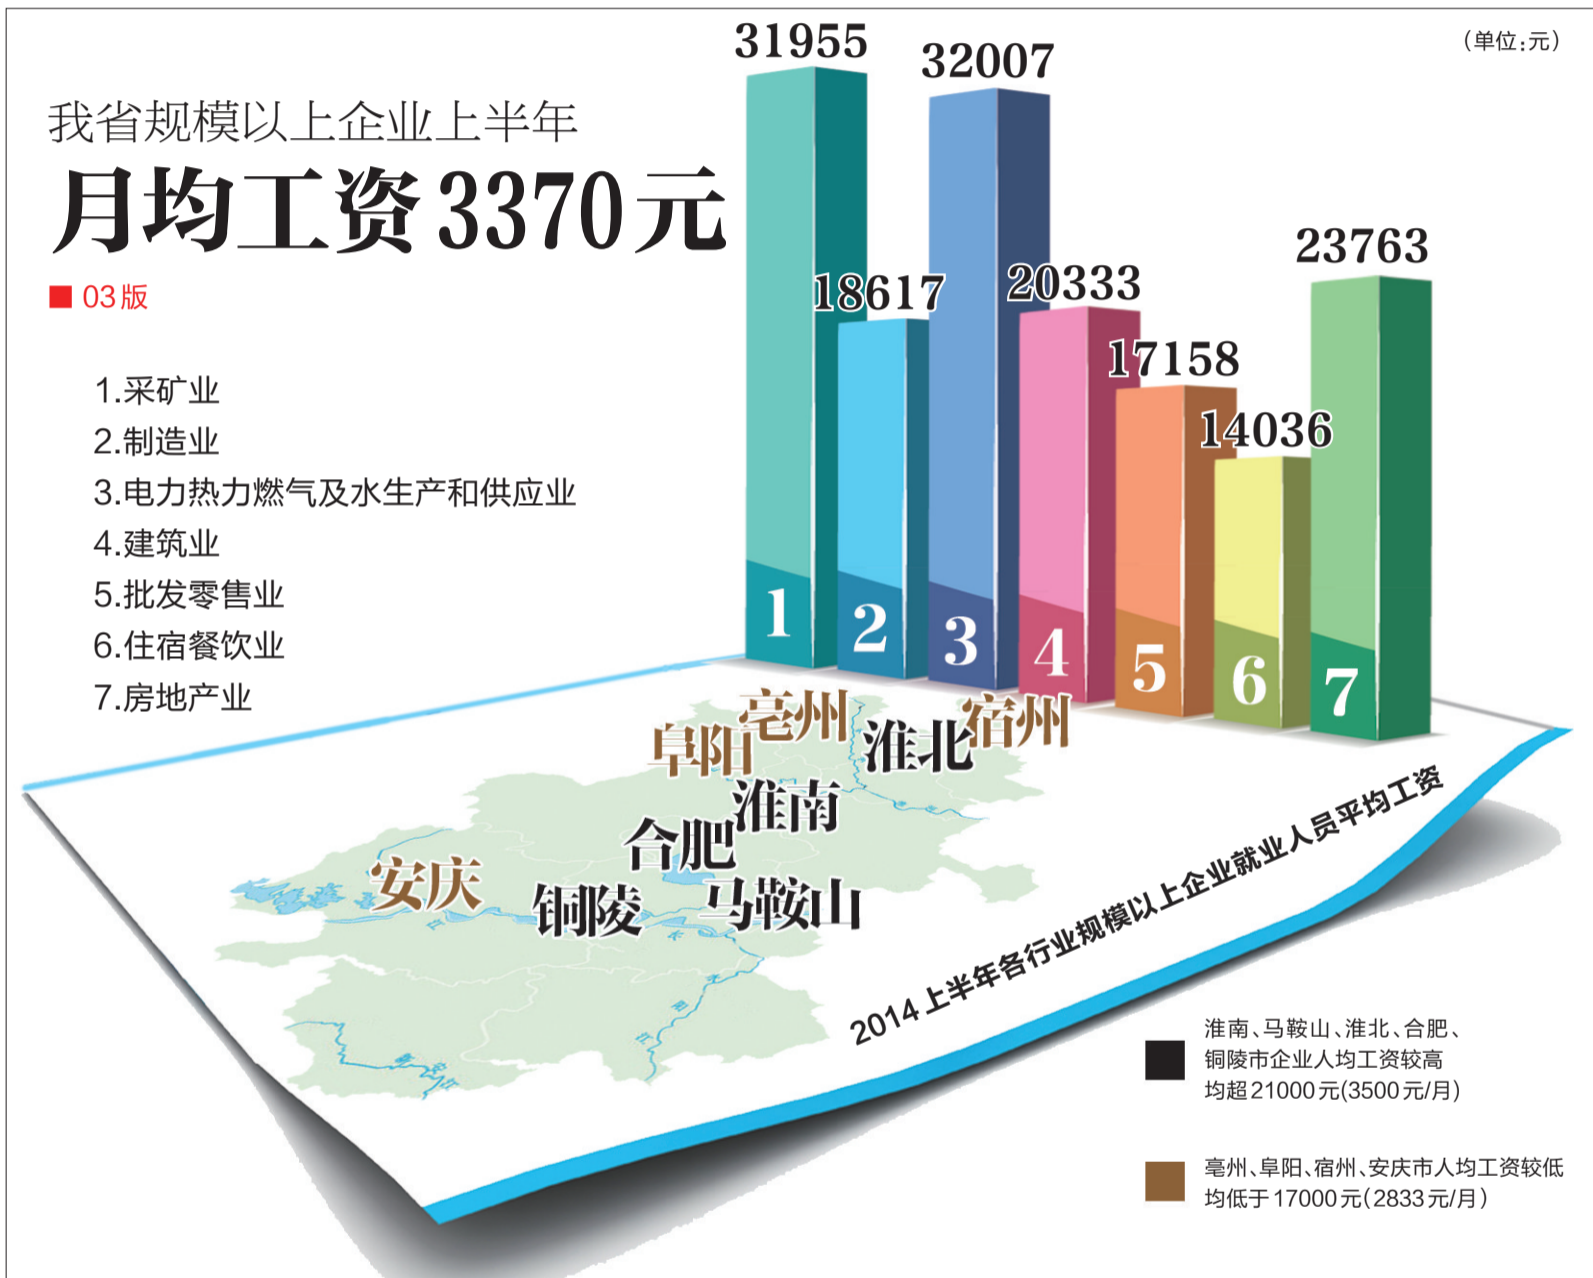 (单位:元)
我省规模以上企业上半年
月均工资3370元
■ 03版
1.采矿业
2.制造业
3.电力热力燃气及水生产和供应业
4.建筑业
5.批发零售业
6.住宿餐饮业
7.房地产业
31955
18617
32007
20333
17158
14036
23763
1
2
3
4
5
6
7
亳州
宿州
阜阳
淮北
淮南
合肥
安庆
铜陵
马鞍山
2014上半年各行业规模以上企业就业人员平均工资
淮南、马鞍山、淮北、合肥、
铜陵市企业人均工资较高
均超21000元(3500元/月)
亳州、阜阳、宿州、安庆市人均工资较低
均低于17000元(2833元/月)